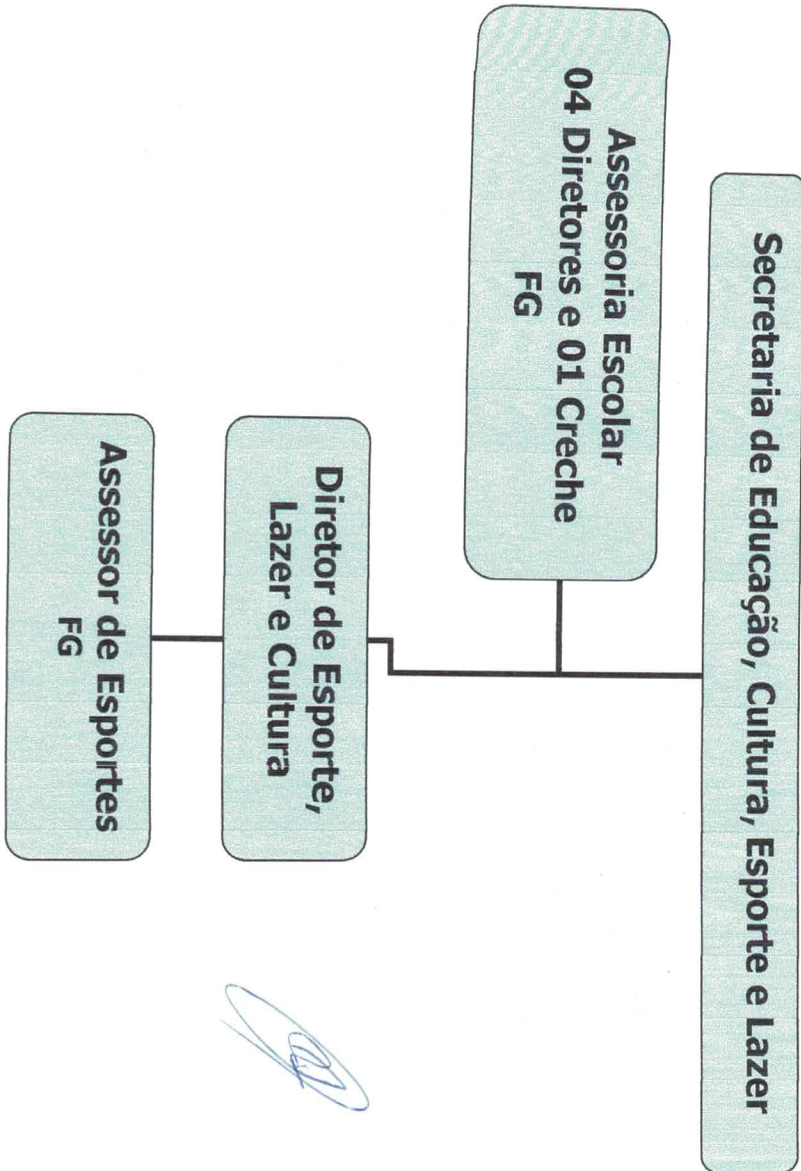 Secretaria de Educação, Cultura, Esporte e Lazer
Assessoria Escolar
04 Diretores e 01 Creche
FG
Diretor de Esporte,
Lazer e Cultura
Assessor de Esportes
FG